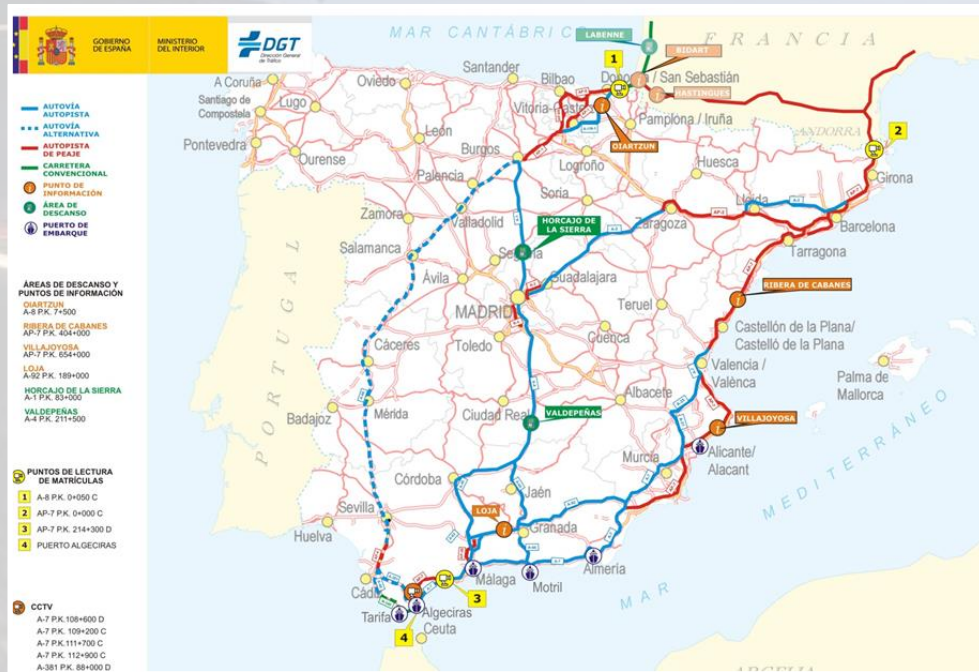 GOBIERNO
DE ESPAÑA
MINISTERIO
DEL INTERIOR
DGT
Dirección General
de Tráfico
AUTOVÍA
AUTOPISTA
AUTOVÍA
ALTERNATIVA
AUTOPISTA
DE PEAJE
CARRETERA
CONVENCIONAL
PUNTO DE
INFORMACIÓN
ÁREA DE
DESCANSO
PUERTO DE
EMBARQUE
ÁREAS DE DESCANSO Y
PUNTOS DE INFORMACIÓN
OIARTZUN
A-8 P.K. 7+500
RIBERA DE CABANES
AP-7 P.K. 404+000
VILLAJOYOSA
AP-7 P.K. 654+000
LOJA
A-92 P.K. 189+000
HORCAJO DE LA SIERRA
A-1 P.K. 83+000
VALDEPEÑAS
A-4 P.K. 211+500
PUNTOS DE LECTURA
DE MATRÍCULAS
1 A-8 P.K. 0+050 C
2 AP-7 P.K. 0+000 C
3 AP-7 P.K. 214+300 D
4 PUERTO ALGECIRAS
CCTV
A-7 P.K.108+600 D
A-7 P.K. 109+200 C
A-7 P.K.111+700 C
A-7 P.K. 112+900 C
A-381 P.K. 88+000 D
MAR CANTÁBRIC
FRANCIA
LABENNE
BIDART
HASTINGUES
1
A Coruña
Oviedo
Santander
Bilbao
/ San Sebastián
Lugo
Santiago de
Compostela
Pontevedra
Ourense
León
OIARTZUN
Pamplona / Iruña
ANDORRA
2
Burgos
Logroño
Huesca
Girona
Palencia
Zamora
Valladolid
Soria
Zaragoza
Lleida
Barcelona
Tarragona
HORCAJO DE
LA SIERRA
Salamanca
Segovia
Ávila
Guadalajara
MADRID
Teruel
RIBERA DE CABANES
Toledo
Cuenca
Castellón de la Plana/
Castelló de la Plana
Cáceres
Valencia /
València
Palma de
Mallorca
Badajoz
Mérida
Ciudad Real
Albacete
VALDEPEÑAS
VILLAJOYOSA
Alicante/
Alacant
Murcia
PORTUGAL
MAR
MEDITERRÁNEO
Córdoba
Jaén
Sevilla
LOJA
Granada
Huelva
Málaga
Motril
Almería
3
Tarifa
Algeciras
4
Ceuta